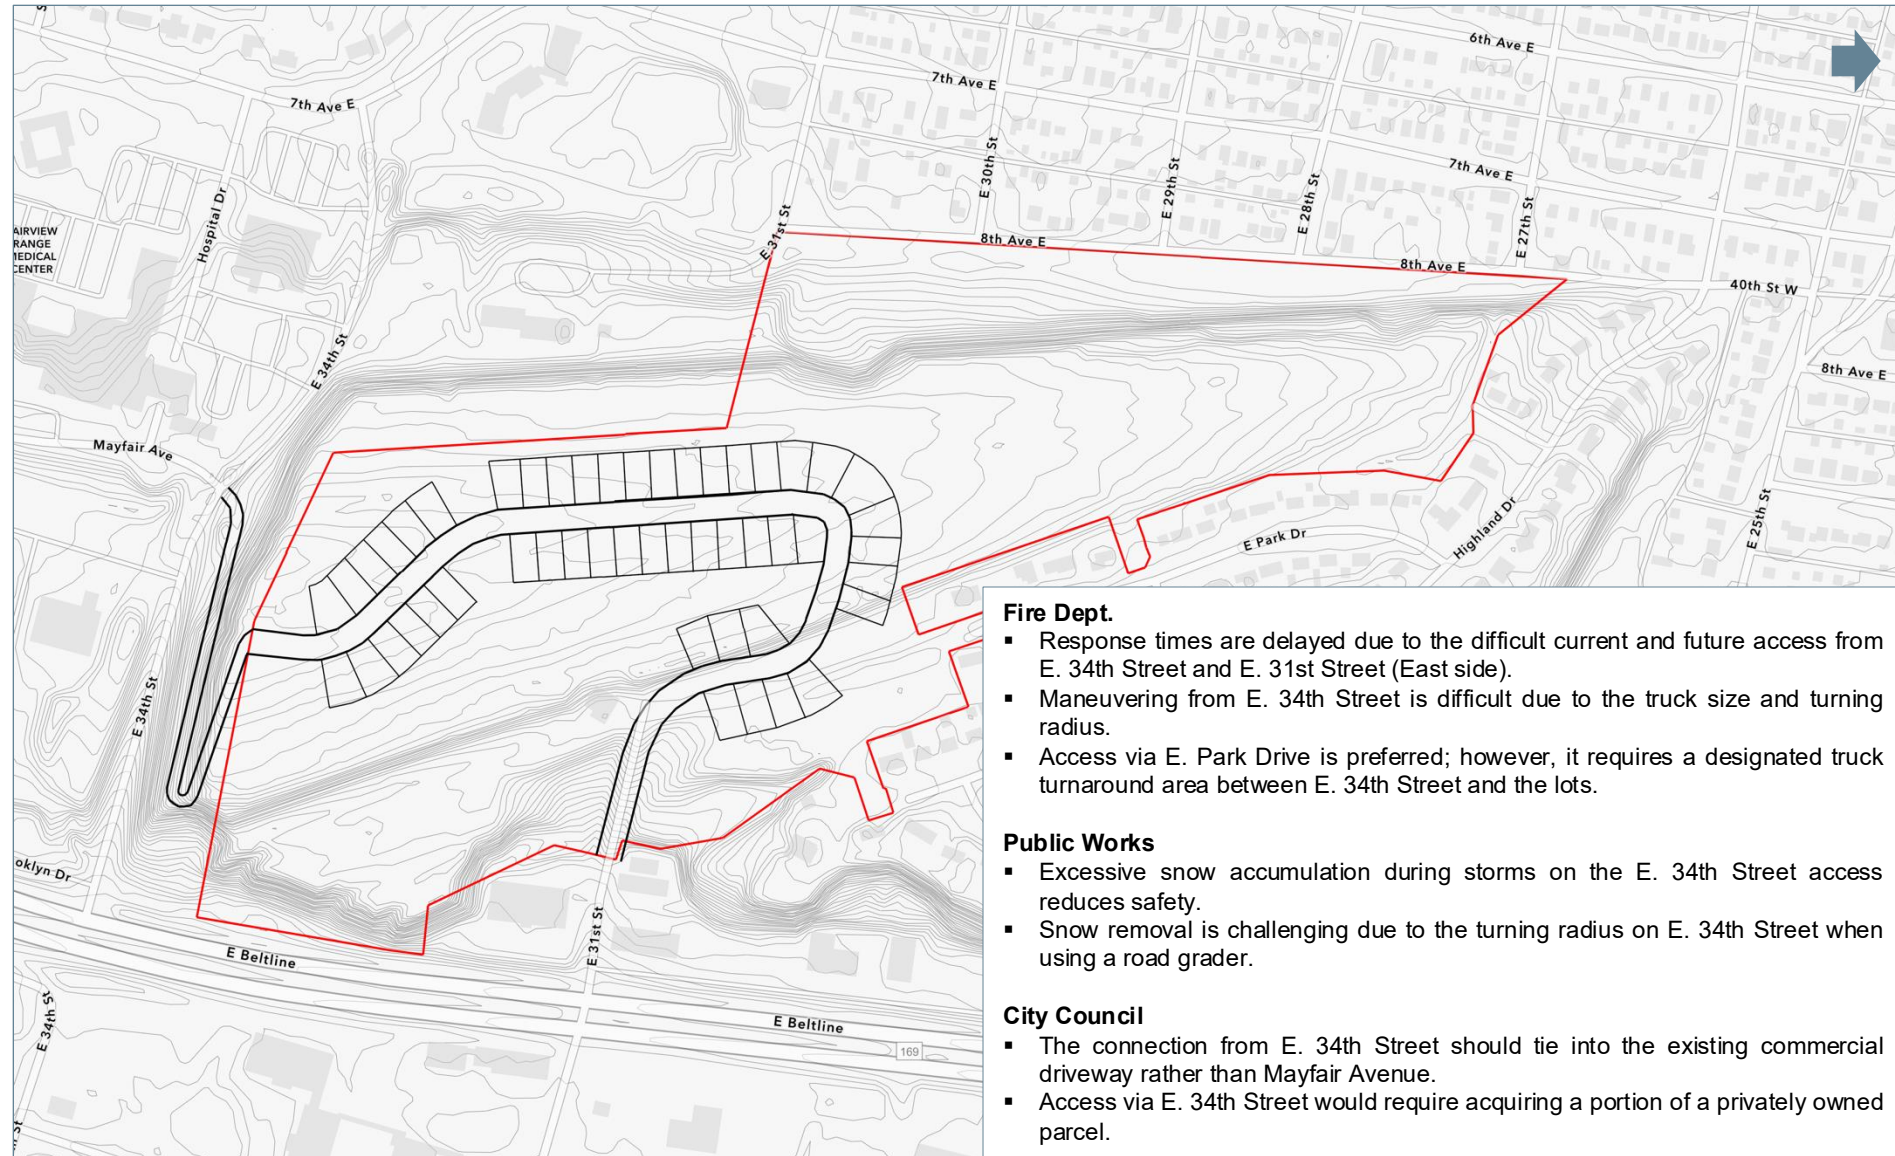 6th Ave E
7th Ave E
7th Ave E
E 30th St
E 29th St
E 28th St
7th Ave E
E 27th St
Hospital Dr
E 31st St
AIRVIEW
RANGE
MEDICAL
CENTER
8th Ave E
8th Ave E
40th St W
E 34th St
8th Ave E
Mayfair Ave
E Park Dr
Highland Dr
E 25th St
E 34th St
oklyn Dr
E Beltline
E 31st St
E 34th St
E Beltline
169
St
Fire Dept.
▪ Response times are delayed due to the difficult current and future access from
E. 34th Street and E. 31st Street (East side).
▪ Maneuvering from E. 34th Street is difficult due to the truck size and turning
radius.
▪ Access via E. Park Drive is preferred; however, it requires a designated truck
turnaround area between E. 34th Street and the lots.
Public Works
▪ Excessive snow accumulation during storms on the E. 34th Street access
reduces safety.
▪ Snow removal is challenging due to the turning radius on E. 34th Street when
using a road grader.
City Council
▪ The connection from E. 34th Street should tie into the existing commercial
driveway rather than Mayfair Avenue.
▪ Access via E. 34th Street would require acquiring a portion of a privately owned
parcel.